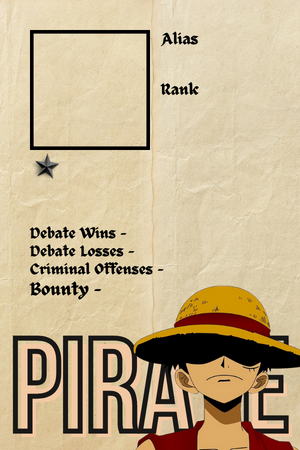 Alias
Rank
Debate Wins -
Debate Losses -
Criminal Offenses -
Bounty -
PIRATE